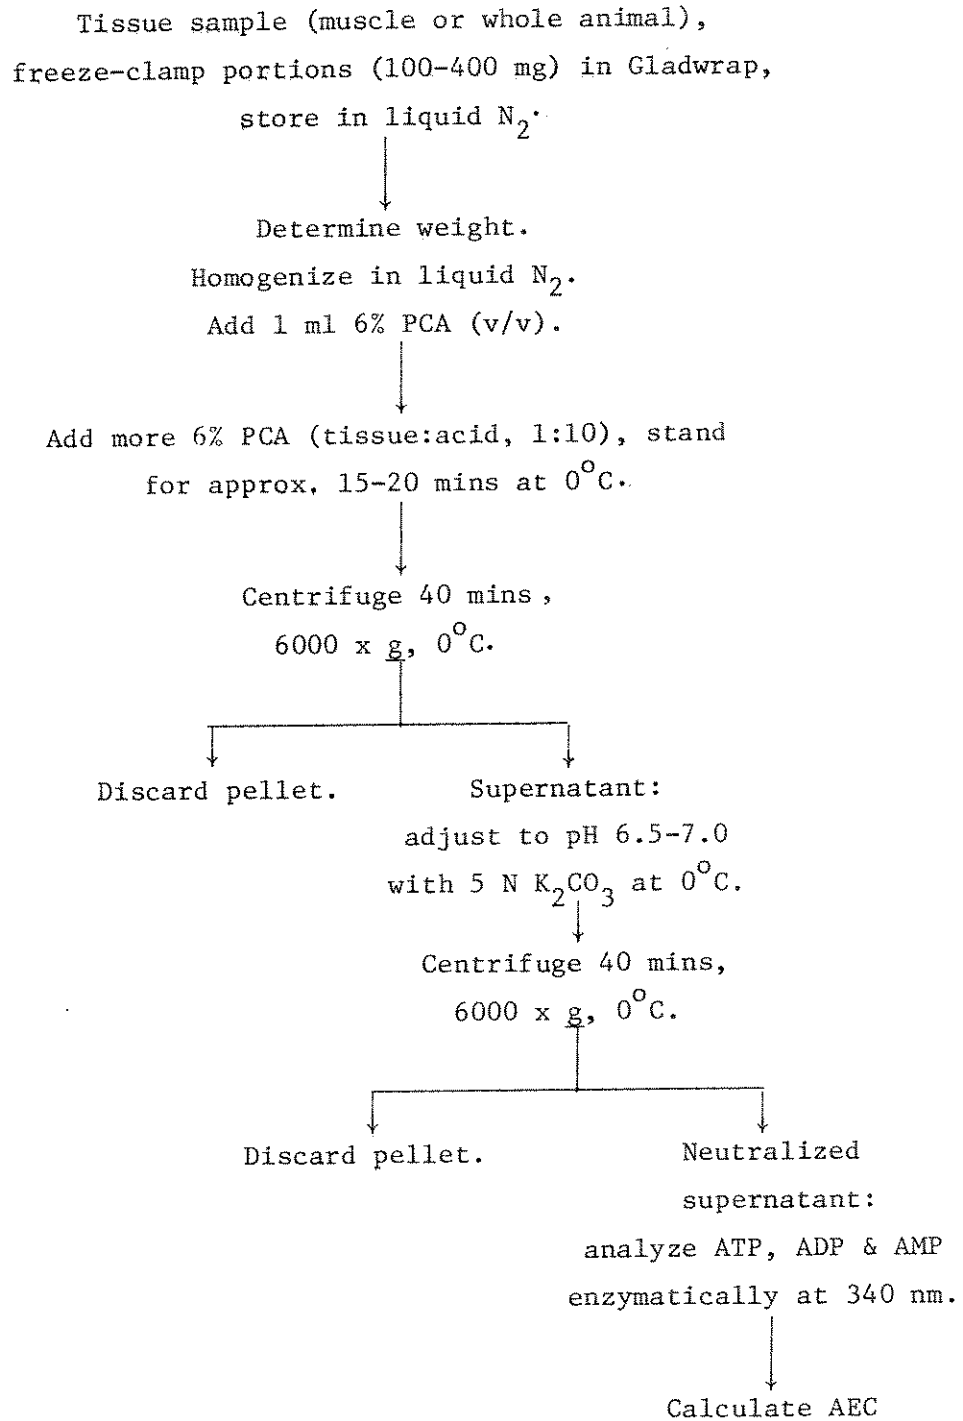 Tissue sample (muscle or whole animal),
freeze-clamp portions (100-400 mg) in Gladwrap,
store in liquid N2.
Determine weight.
Homogenize in liquid N2.
Add 1 ml 6% PCA (v/v).
Add more 6% PCA (tissue:acid, 1:10), stand
for approx. 15-20 mins at 0°C.
Centrifuge 40 mins,
6000 x g, 0°C.
Discard pellet.
Supernatant:
adjust to pH 6.5-7.0
with 5 N K2CO3 at 0°C.
Centrifuge 40 mins,
6000 x g, 0°C.
Discard pellet.
Neutralized
supernatant:
analyze ATP, ADP & AMP
enzymatically at 340 nm.
Calculate AEC